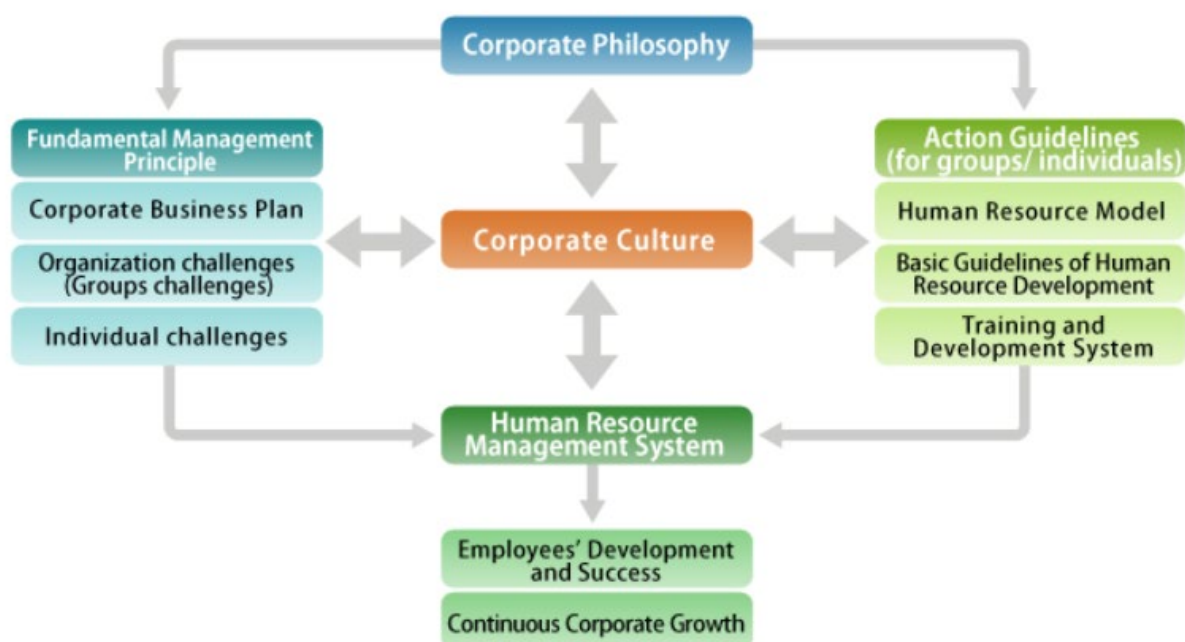 Corporate Philosophy
Fundamental Management
Principle
Corporate Business Plan
Organization challenges
(Groups challenges)
Individual challenges
Corporate Culture
Action Guidelines
(for groups/ individuals)
Human Resource Model
Basic Guidelines of Human
Resource Development
Training and
Development System
Human Resource
Management System
Employees’ Development
and Success
Continuous Corporate Growth